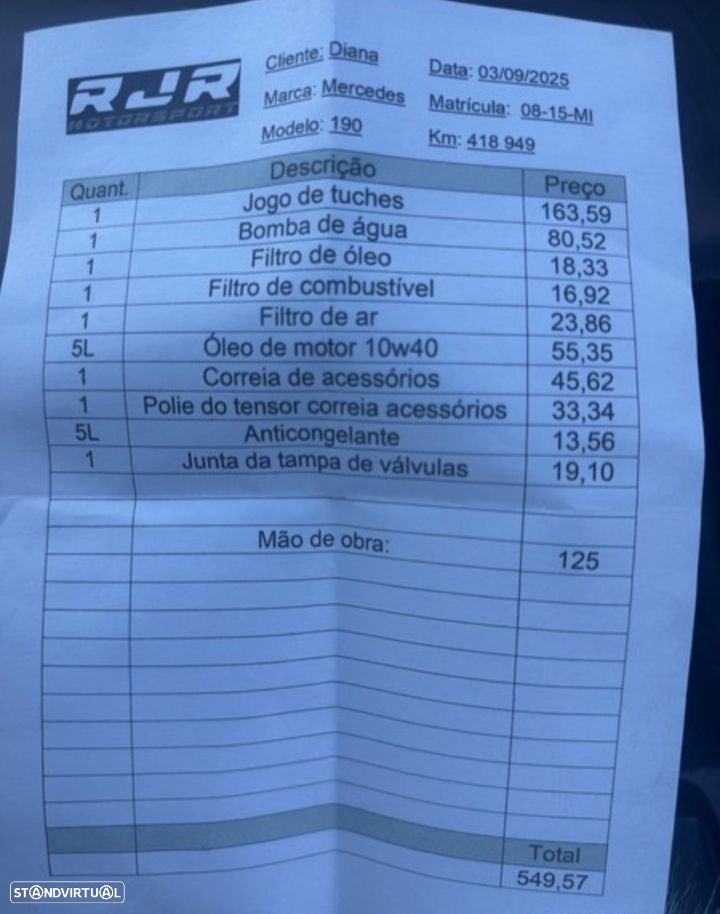 RJR
MOTORSPORT
Cliente: Diana
Marca: Mercedes
Modelo: 190
Data: 03/09/2025
Matrícula: 08-15-MI
Km: 418 949
Quant. Descrição Preço
1 Jogo de tuches 163,59
1 Bomba de água 80,52
1 Filtro de óleo 18,33
1 Filtro de combustível 16,92
1 Filtro de ar 23,86
5L Óleo de motor 10w40 55,35
1 Correia de acessórios 45,62
1 Polie do tensor correia acessórios 33,34
5L Anticongelante 13,56
1 Junta da tampa de válvulas 19,10
Mão de obra: 125
Total
549,57
STANDVIRTUAL